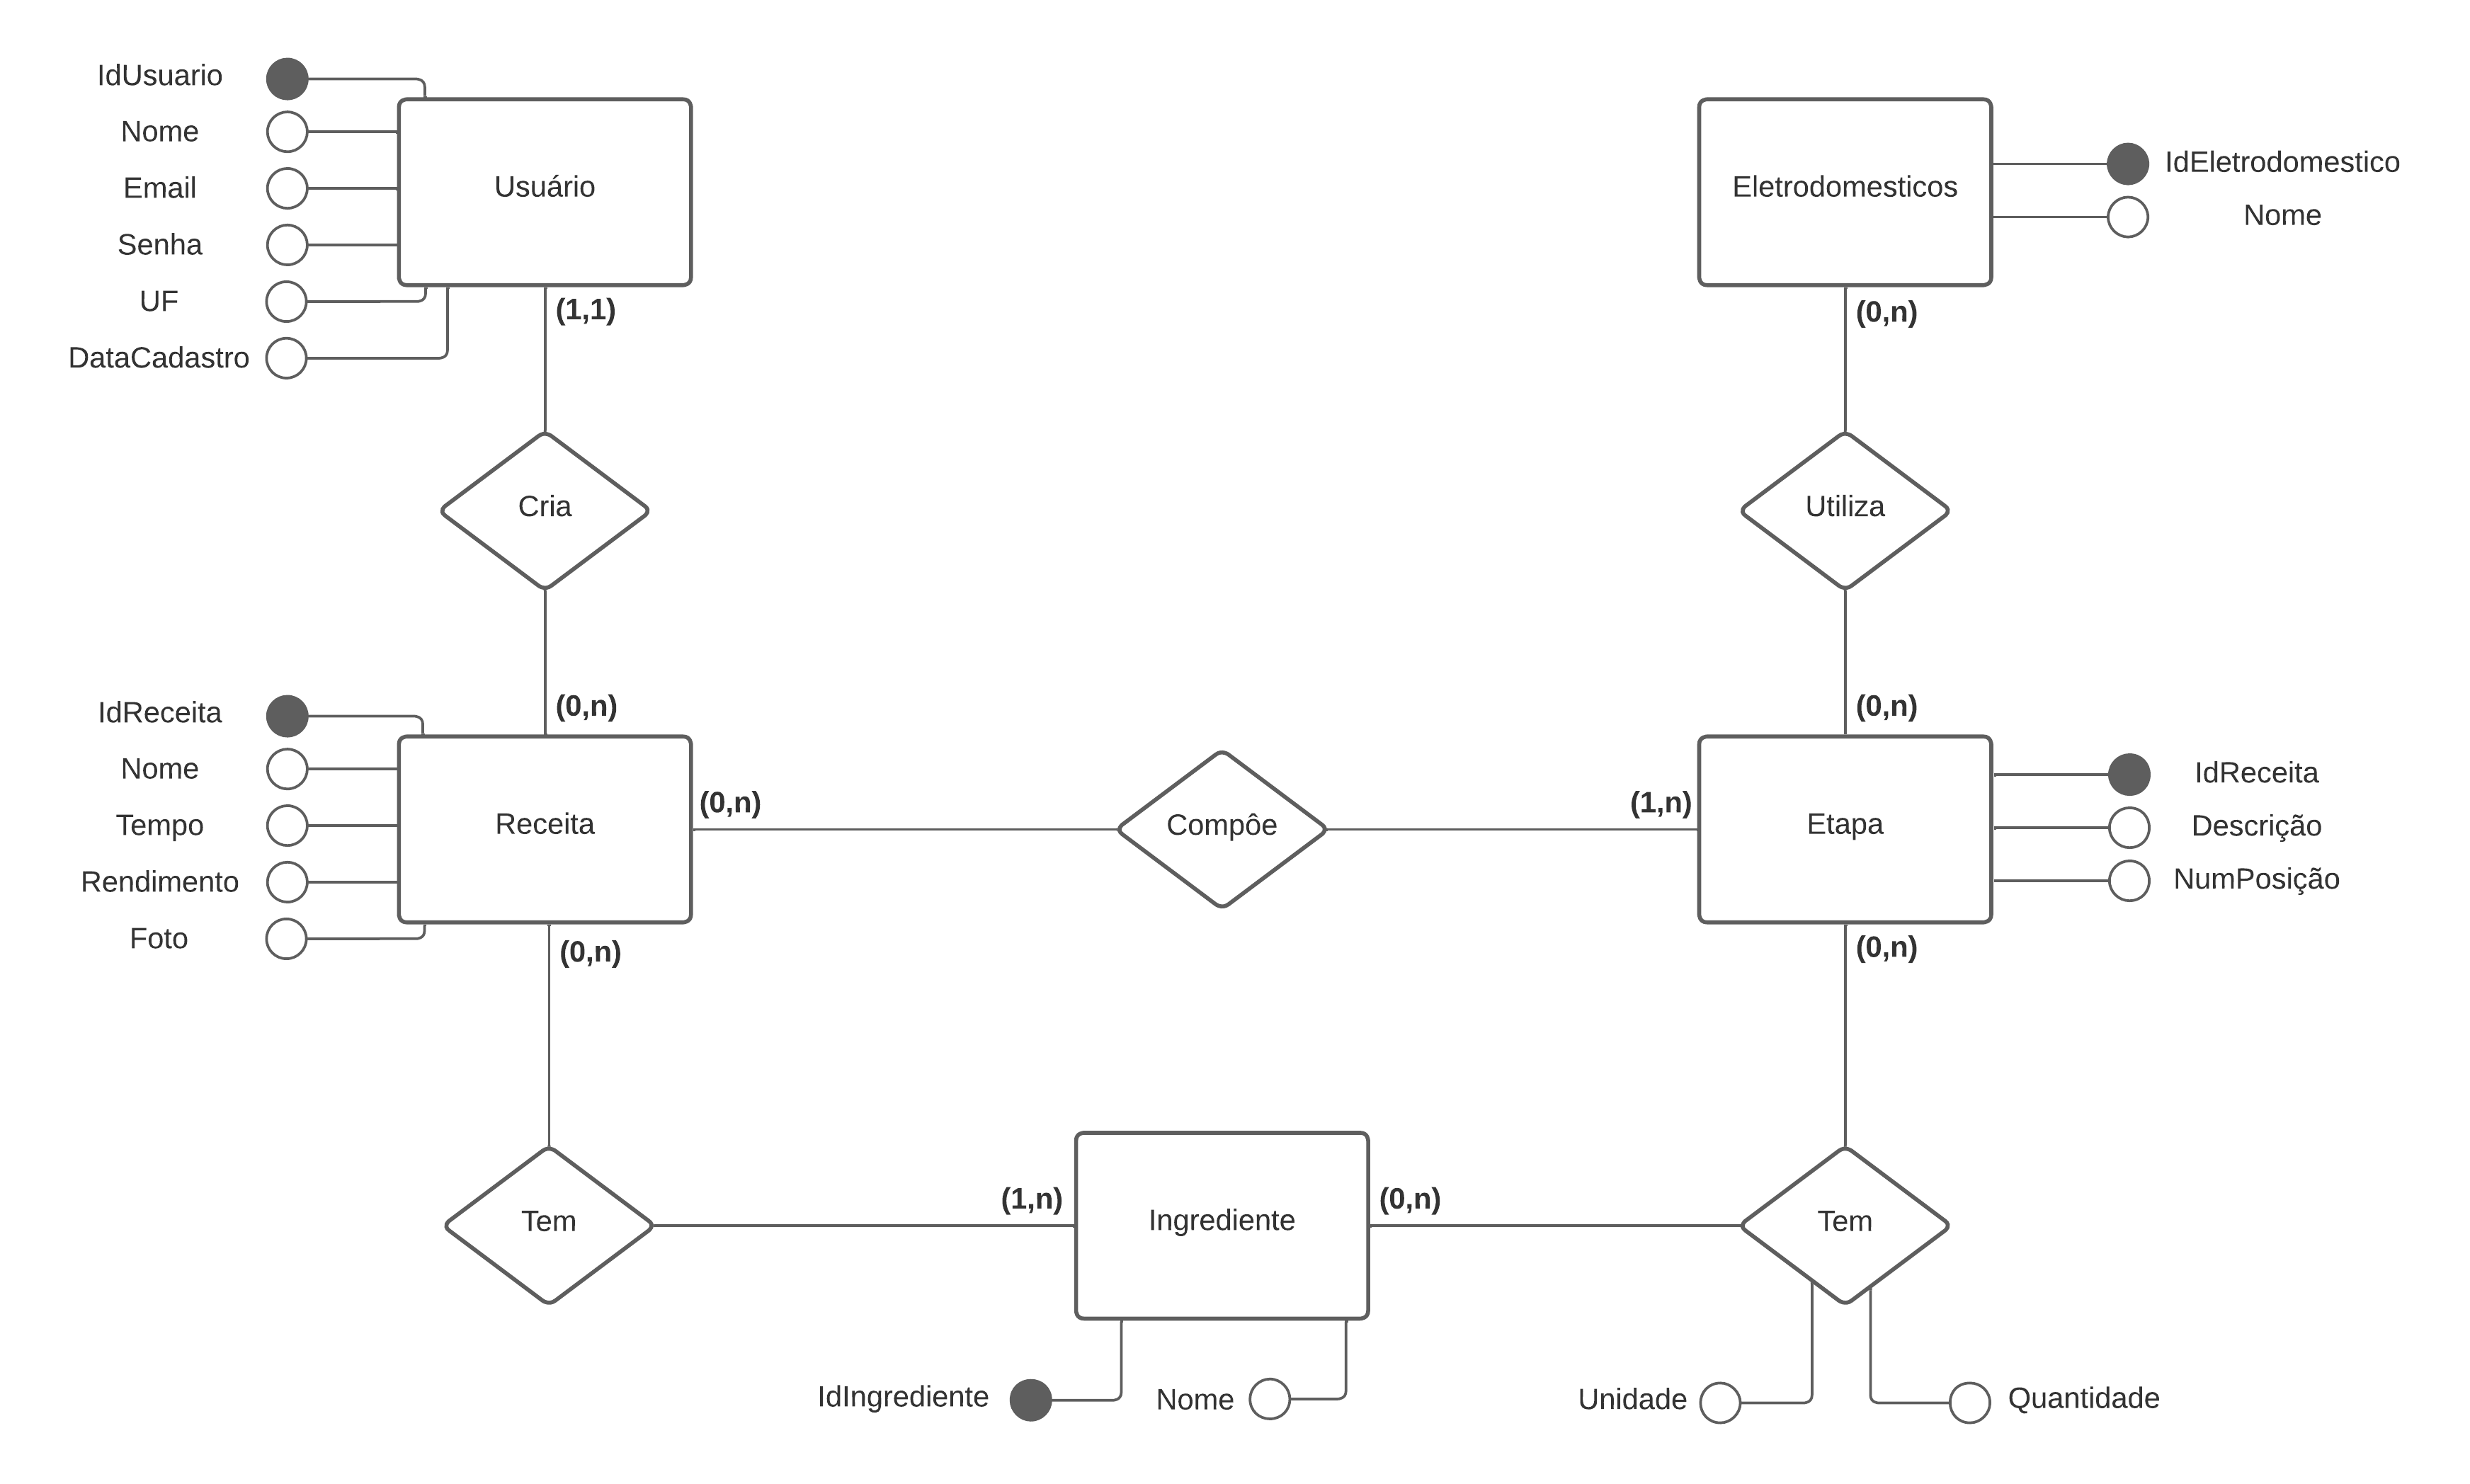 IdUsuario
Nome
Email
Senha
UF
DataCadastro
Usuário
(1,1)
Cria
(0,n)
Eletrodomesticos
IdEletrodomestico
Nome
(0,n)
Utiliza
(0,n)
IdReceita
Nome
Tempo
Rendimento
Foto
Receita
(0,n)
Compôe
(1,n)
Etapa
IdReceita
Descrição
NumPosição
(0,n)
(0,n)
Tem
(1,n)
Ingrediente
(0,n)
Tem
IdIngrediente
Nome
Unidade
Quantidade